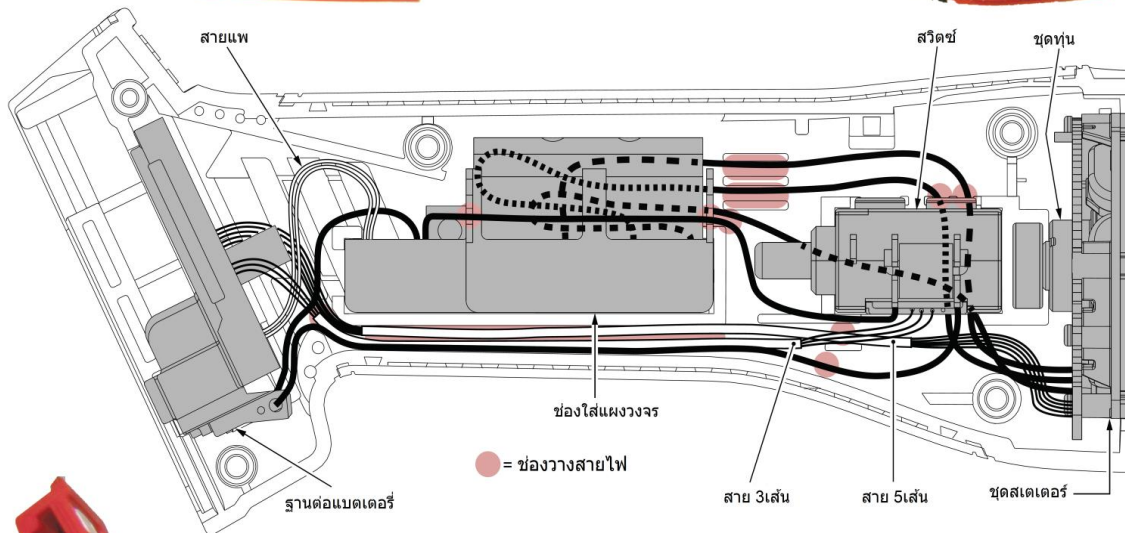 สายแพ
สวิตซ์
ชุดทุ่น
ช่องใส่แผงวงจร
= ช่องวางสายไฟ
ฐานต่อแบตเตอรี่
สาย 3เส้น
สาย 5เส้น
ชุดสเตเตอร์